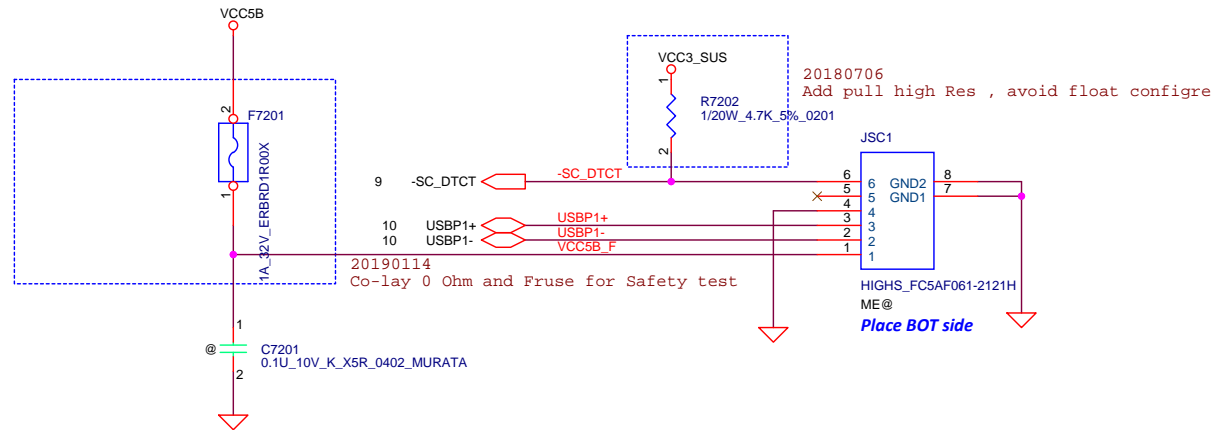 VCC5B
2
F7201
1
1A_32V_ERBRD1R00X
VCC3_SUS
1
R7202
1/20W_4.7K_5%_0201
2
20180706
Add pull high Res , avoid float configre
JSC1
9 -SC_DTCT -SC_DTCT 6 6 GND2 8
5 5 GND1 7
4 4
10 USBP1+ USBP1+ 3 3
10 USBP1- USBP1- 2 2
VCC5B_F 1 1
20190114
Co-lay 0 Ohm and Fruse for Safety test
HIGHS_FC5AF061-2121H
ME@
Place BOT side
1
@ C7201
0.1U_10V_K_X5R_0402_MURATA
2